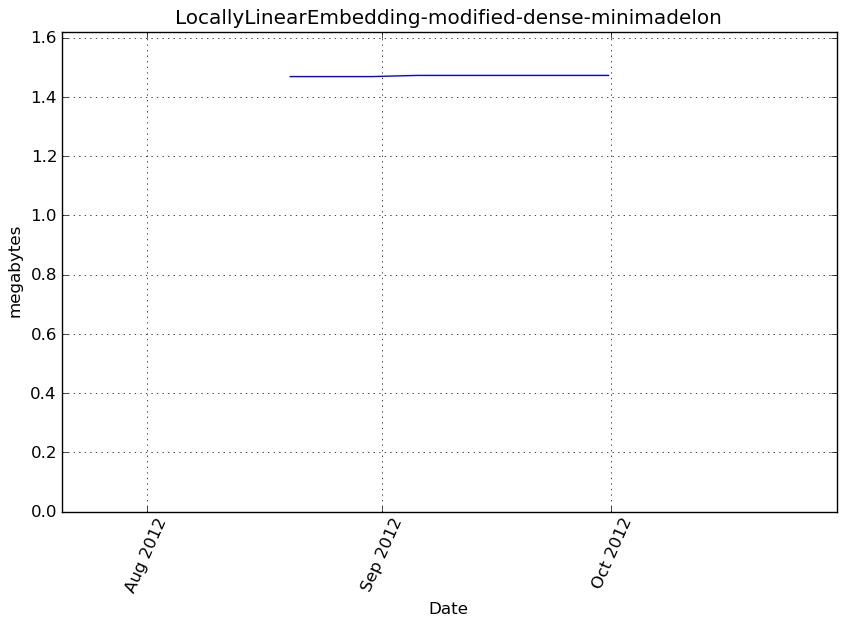 LocallyLinearEmbedding-modified-dense-minimadelon
1.6
1.4
1.2
1.0
0.8
0.6
0.4
0.2
0.0
megabytes
Aug 2012
Sep 2012
Oct 2012
Date